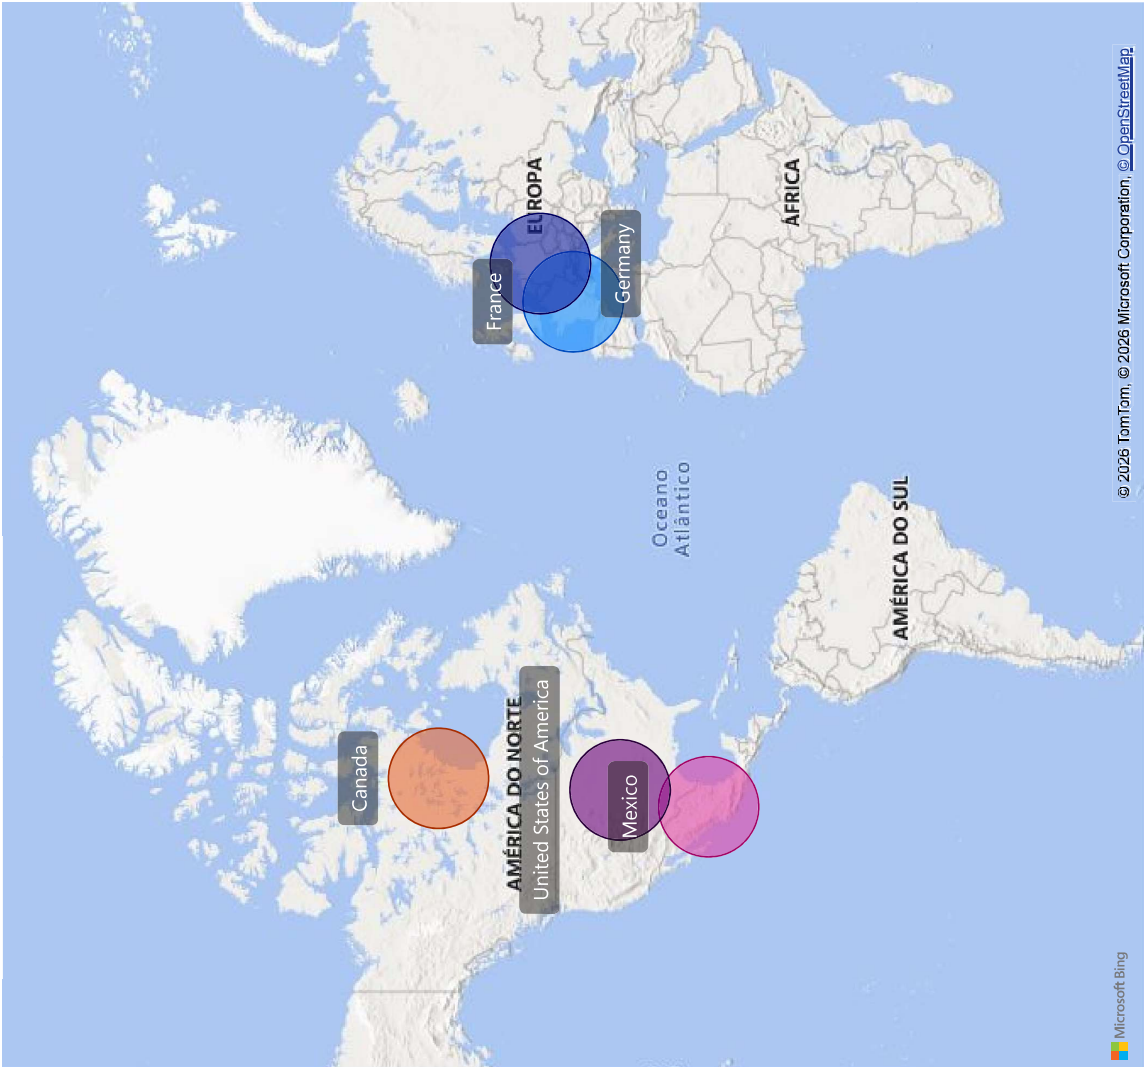 Canada
AMÉRICA DO NORTE
United States of America
Mexico
France
EUROPA
Germany
Oceano
Atlântico
ÁFRICA
AMÉRICA DO SUL
Microsoft Bing
© 2026 TomTom, © 2026 Microsoft Corporation, © OpenStreetMap